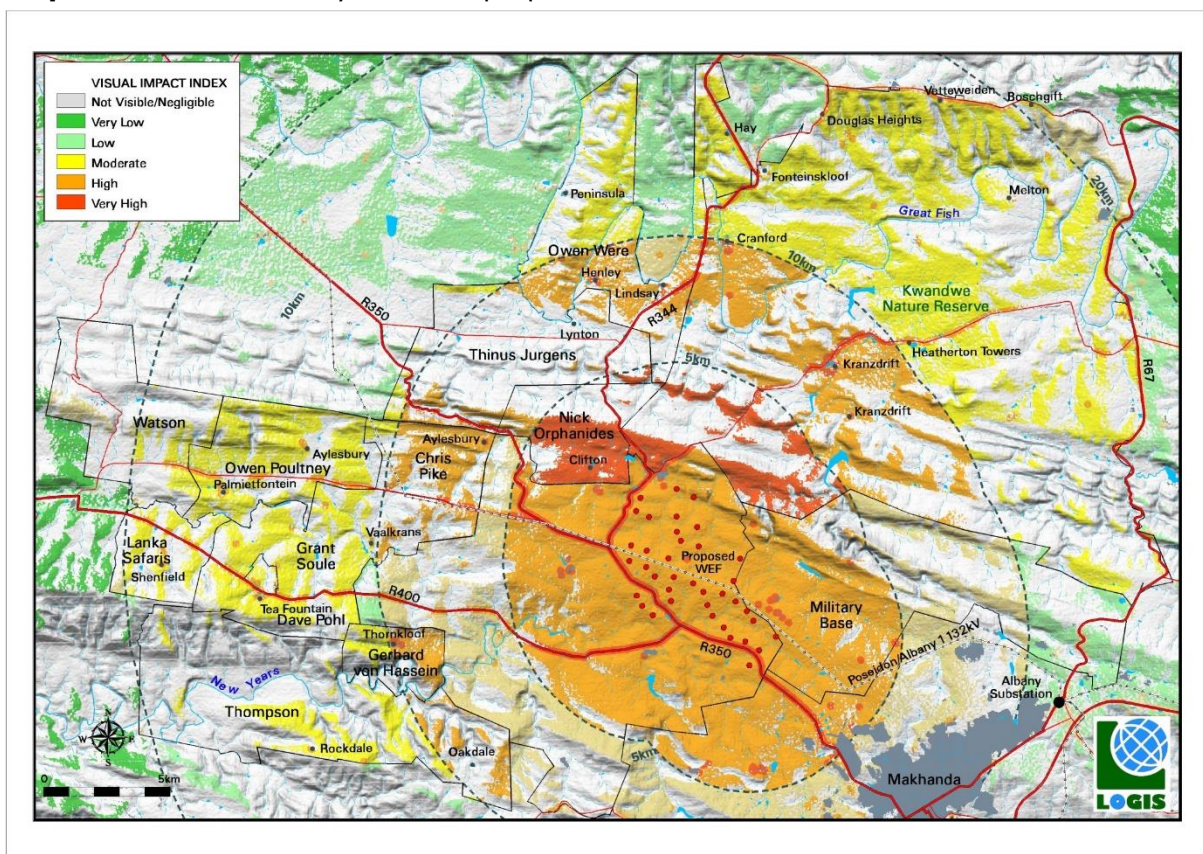 VISUAL IMPACT INDEX
Not Visible/Negligible
Very Low
Low
Moderate
High
Very High
Hay
Vetteweiden
Boschgift
Douglas Heights
Fonteinskloof
Peninsula
Melton
20km
Great Fish
Cranford
Owen Were
10km
Henley
Lindsay
10km
Kwandwe
Nature Reserve
R350
R344
Lynton
Heatherton Towers
Thinus Jurgens
5km
Kranzdrift
R67
Kranzdrift
Nick
Orphanides
Watson
Aylesbury
Aylesbury
Chris
Pike
Clifton
Owen Poultney
Palmietfontein
Lanka
Safaris
Grant
Soule
Vaalkrans
Proposed
WEF
Shenfield
R400
Tea Fountain
Dave Pohl
Military
Base
Thornkloof
Gerhard
von Hassein
R350
Poseidon/Albany 1 132kV
New Years
Albany
Substation
Thompson
Rockdale
Oakdale
5km
N
W
E
S
0
5km
Makhanda
LOGIS